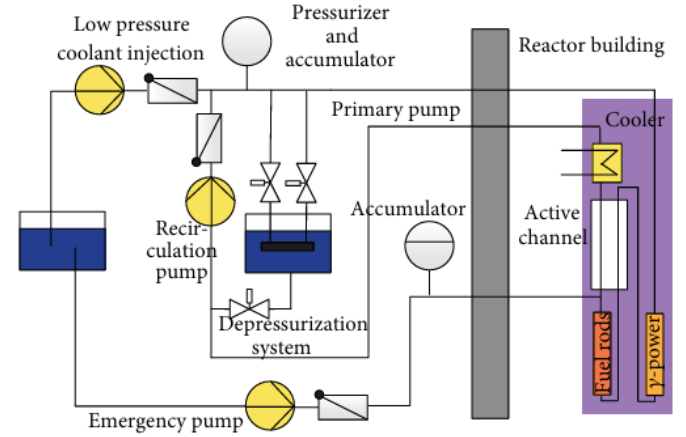 Low pressure
coolant injection
Pressurizer
and
accumulator
Reactor building
Primary pump
Cooler
Accumulator
Active
channel
Recir-
culation
pump
Depressurization
system
Fuel rods
γ-power
Emergency pump